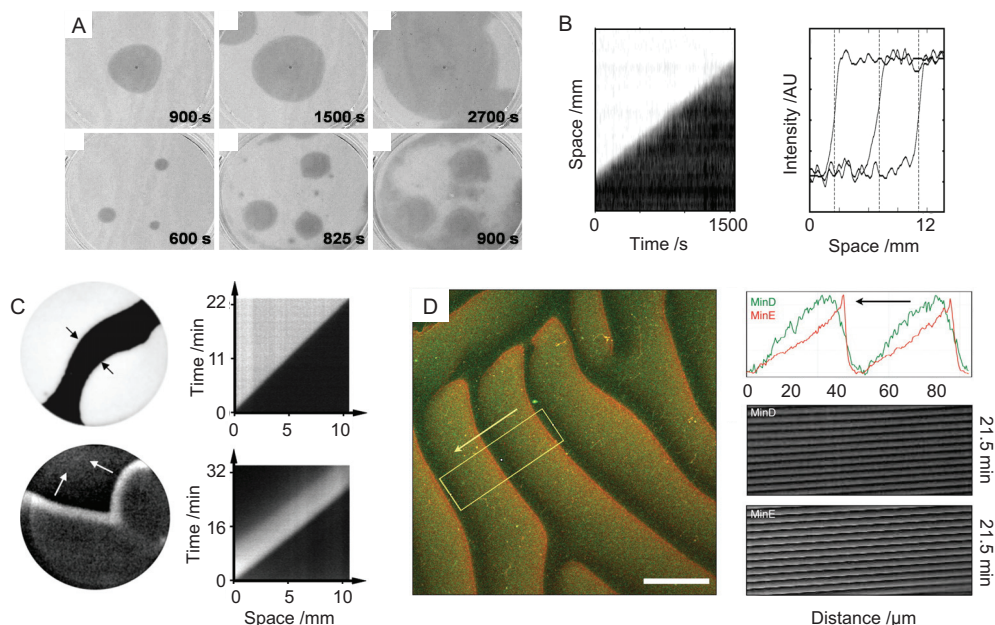 A
900 s
1500 s
2700 s
600 s
825 s
900 s
B
Space /mm
0
1500
Time /s
Intensity /AU
0
12
Space /mm
C
22
11
0
0
5
10
Time /min
32
16
0
0
5
10
Time /min
Space /mm
D
MinD
MinE
0
20
40
60
80
MinD
21.5 min
MinE
21.5 min
Distance /µm